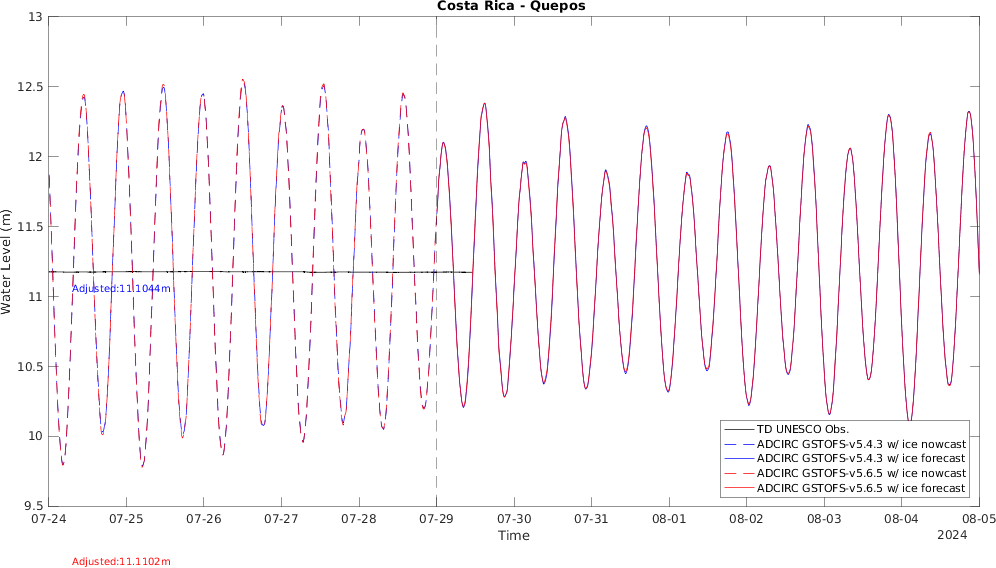 Costa Rica - Quepos
Water Level (m)
13
12.5
12
11.5
11
10.5
10
9.5
Adjusted:11.1044m
TD UNESCO Obs.
ADCIRC GSTOFS-v5.4.3 w/ ice nowcast
ADCIRC GSTOFS-v5.4.3 w/ ice forecast
ADCIRC GSTOFS-v5.6.5 w/ ice nowcast
ADCIRC GSTOFS-v5.6.5 w/ ice forecast
07-24 07-25 07-26 07-27 07-28 07-29 07-30 07-31 08-01 08-02 08-03 08-04 08-05
Time
2024
Adjusted:11.1102m